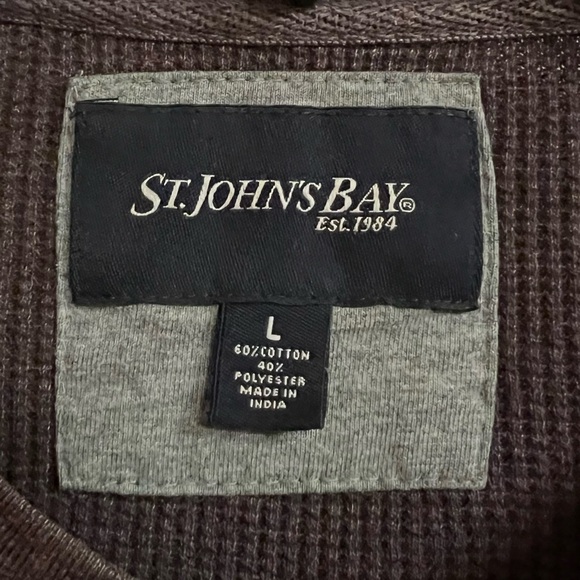 ST. JOHN'S BAY®
EST. 1984
L
60% COTTON
40%
POLYESTER
MADE IN
INDIA